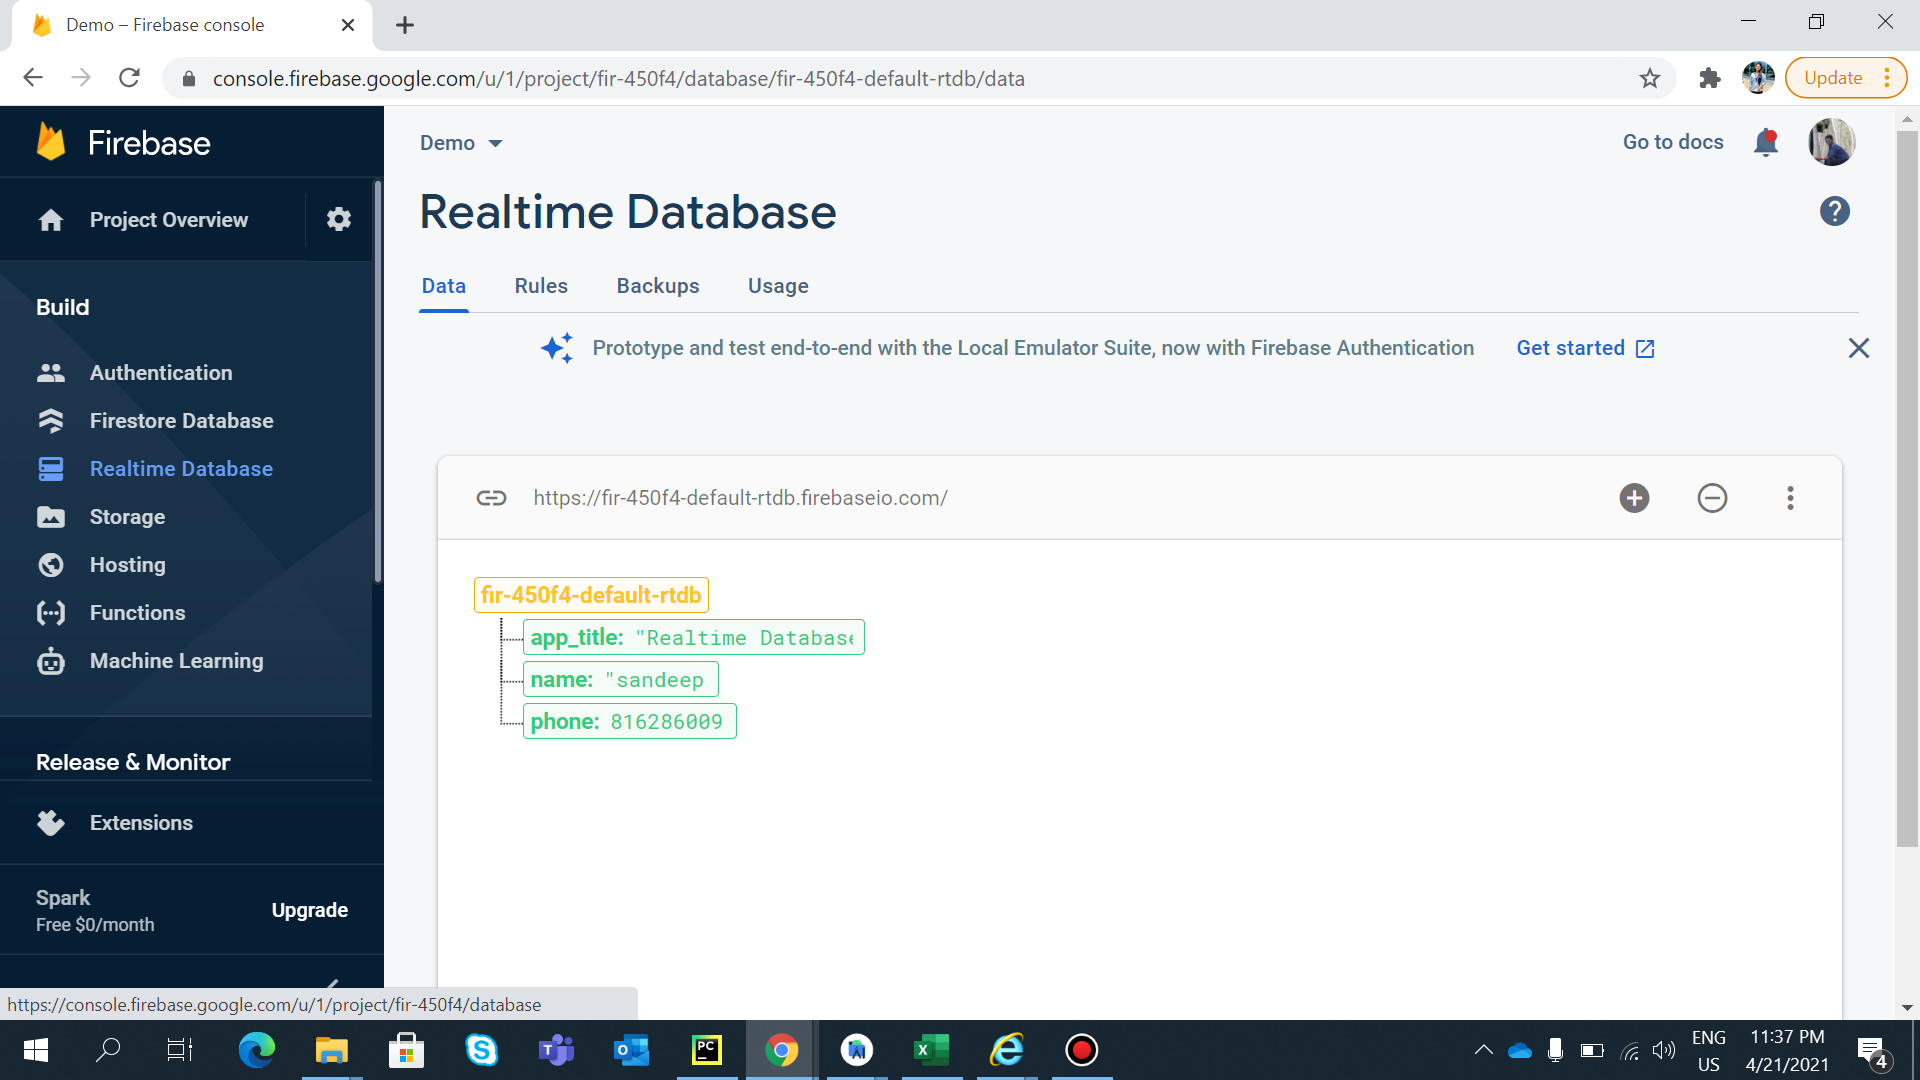 Demo – Firebase console
console.firebase.google.com/u/1/project/fir-450f4/database/fir-450f4-default-rtdb/data
Update
Firebase
Demo
Go to docs
Project Overview
Realtime Database
Data Rules Backups Usage
Build
Prototype and test end-to-end with the Local Emulator Suite, now with Firebase Authentication Get started
Authentication
Firestore Database
Realtime Database
Storage
Hosting
Functions
Machine Learning
https://fir-450f4-default-rtdb.firebaseio.com/
fir-450f4-default-rtdb
app_title: "Realtime Database
name: "sandeep
phone: 816286009
Release & Monitor
Extensions
Spark
Free $0/month
Upgrade
https://console.firebase.google.com/u/1/project/fir-450f4/database
ENG
US
11:37 PM
4/21/2021
4